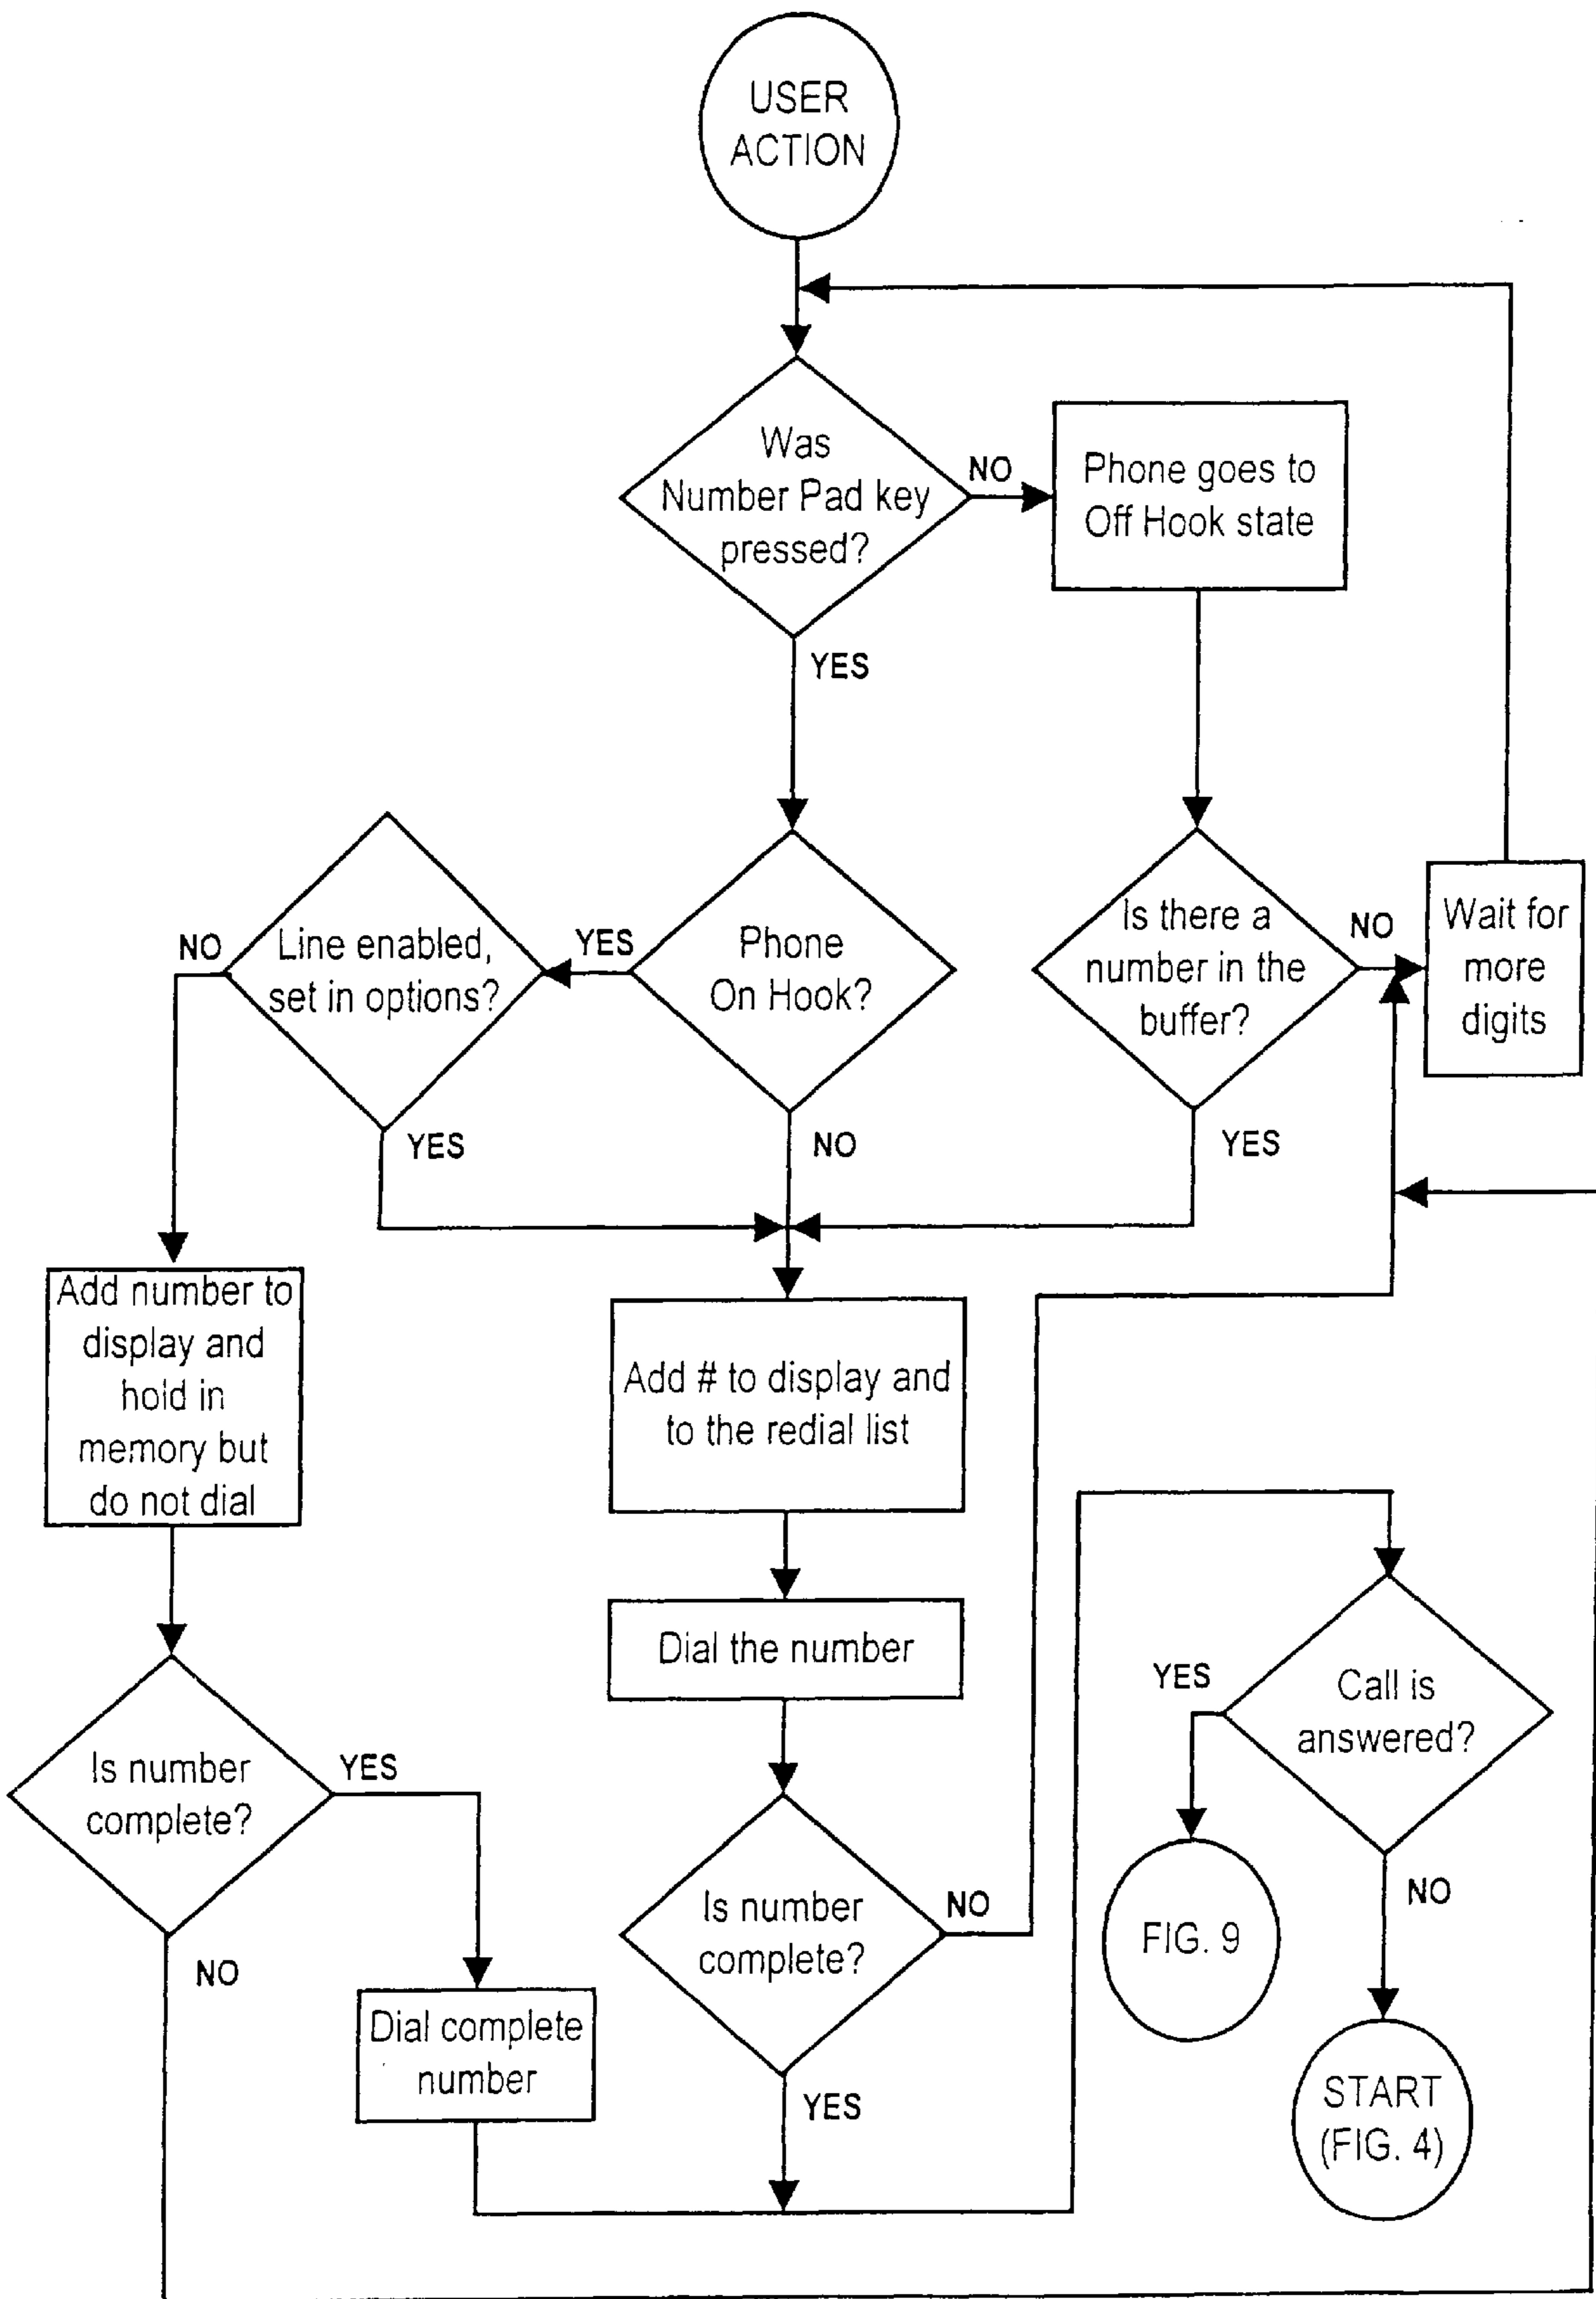 USER
ACTION
Was
Number Pad key
pressed?
NO
Phone goes to
Off Hook state
YES
Line enabled,
set in options?
NO
YES
Phone
On Hook?
YES
NO
Is there a
number in the
buffer?
NO
YES
Wait for
more
digits
Add number to
display and
hold in
memory but
do not dial
Add # to display and
to the redial list
Dial the number
Is number
complete?
YES
NO
Dial complete
number
Is number
complete?
NO
YES
Call is
answered?
YES
NO
FIG. 9
START
(FIG. 4)